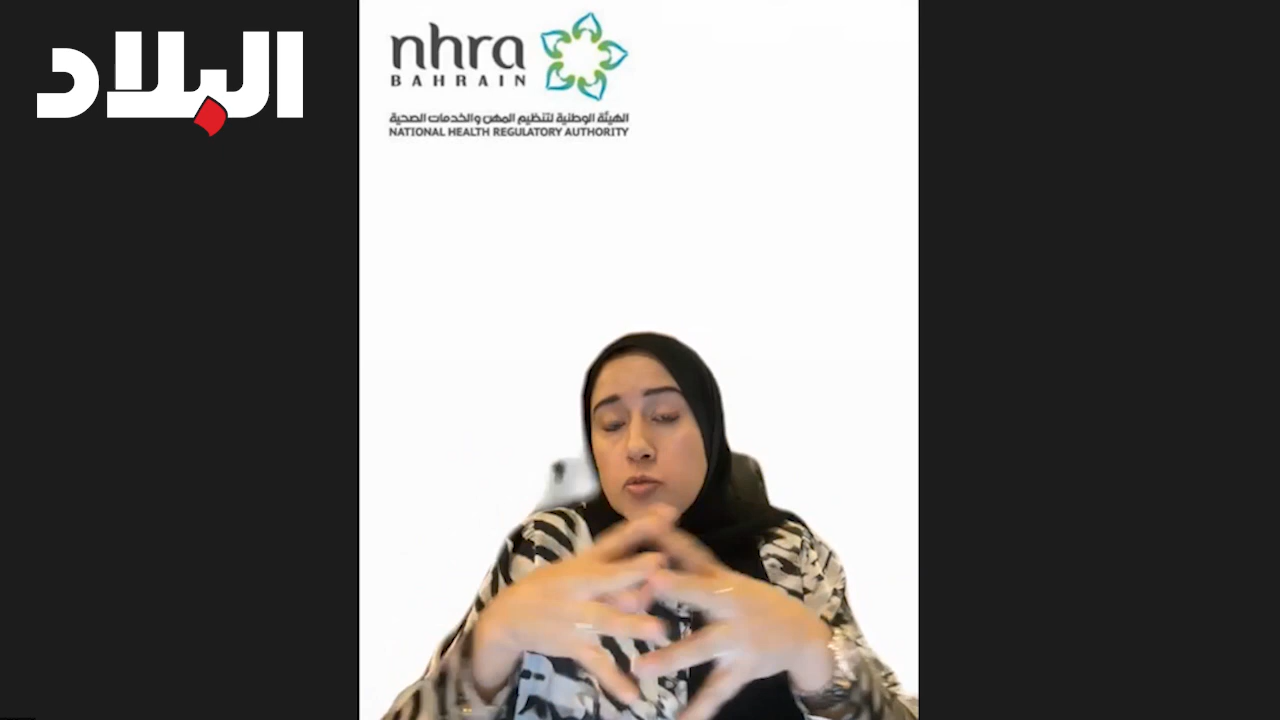 البلاد
nhra
BAHRAIN
الهيئة الوطنية لتنظيم المهن والخدمات الصحية
NATIONAL HEALTH REGULATORY AUTHORITY